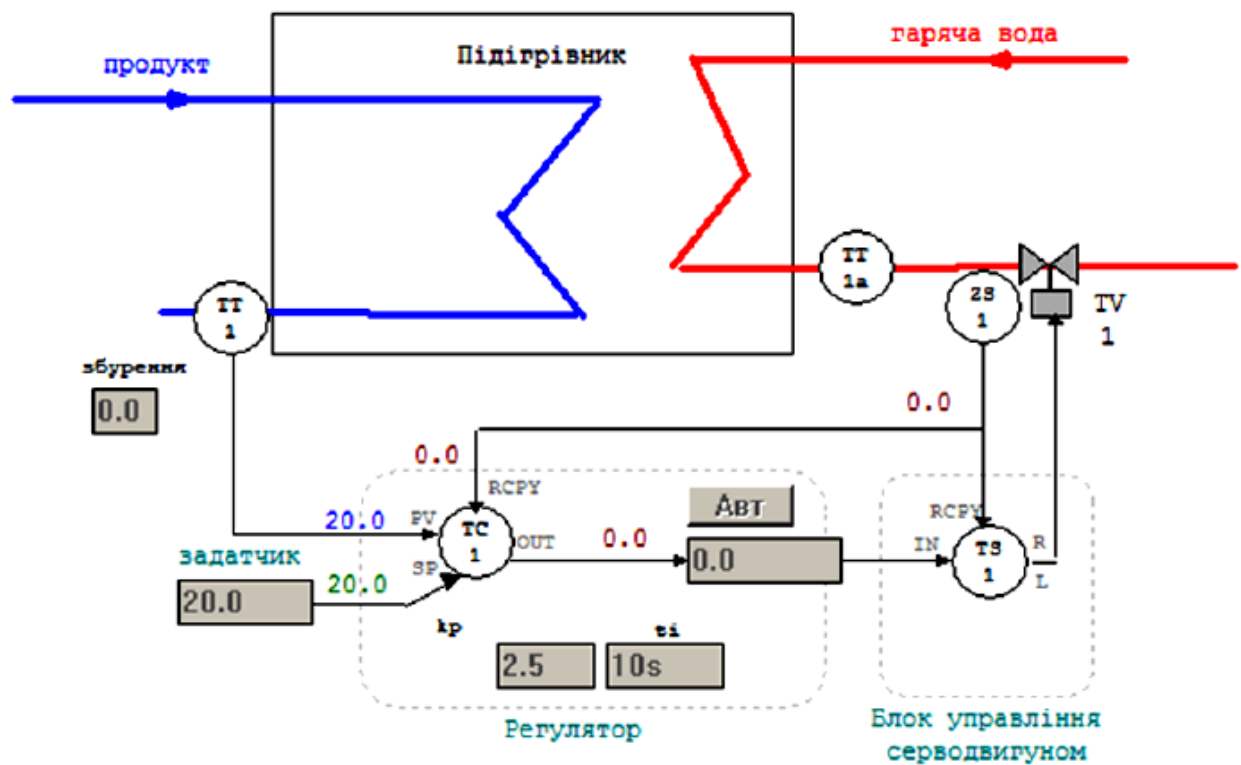 гаряча вода
Підігрівник
продукт
TT
1a
TT
1
ZS
1
TV
1
збурення
0.0
0.0
0.0
RCPY
Авт
RCPY
20.0
PV
TC
1
OUT
0.0
IN
TS
1
R
L
задатчик
SP
0.0
20.0
20.0
kp
ti
2.5
10s
Регулятор
Блок управління
серводвигуном